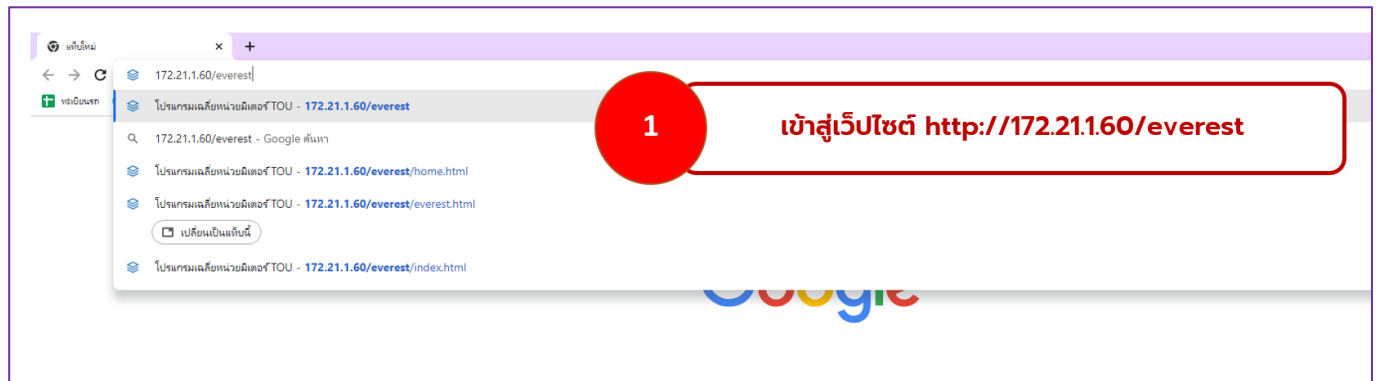 แท็บใหม่
172.21.1.60/everest
ทะเบียนรถ
โปรแกรมเฉลี่ยหน่วยมิเตอร์ TOU - 172.21.1.60/everest
172.21.1.60/everest - Google ค้นหา
โปรแกรมเฉลี่ยหน่วยมิเตอร์ TOU - 172.21.1.60/everest/home.html
โปรแกรมเฉลี่ยหน่วยมิเตอร์ TOU - 172.21.1.60/everest/everest.html
เปลี่ยนเป็นแท็บนี้
โปรแกรมเฉลี่ยหน่วยมิเตอร์ TOU - 172.21.1.60/everest/index.html
1
เข้าสู่เว็ปไซต์ http://172.21.1.60/everest
Google